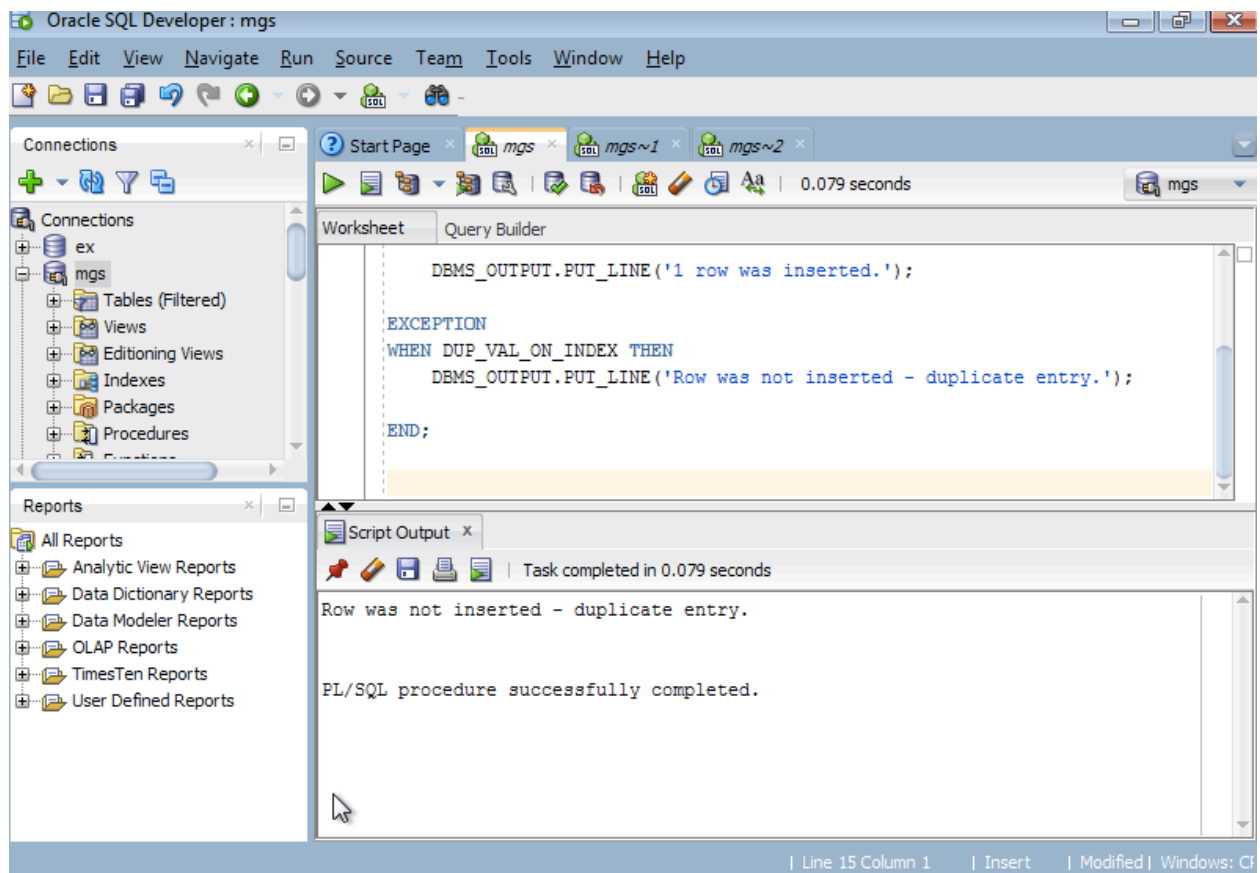 Oracle SQL Developer : mgs
File Edit View Navigate Run Source Team Tools Window Help
Connections
Connections
ex
mgs
Tables (Filtered)
Views
Editioning Views
Indexes
Packages
Procedures
Functions
Reports
All Reports
Analytic View Reports
Data Dictionary Reports
Data Modeler Reports
OLAP Reports
TimesTen Reports
User Defined Reports
Start Page mgs mgs~1 mgs~2
0.079 seconds mgs
Worksheet Query Builder
DBMS_OUTPUT.PUT_LINE('1 row was inserted.');
EXCEPTION
WHEN DUP_VAL_ON_INDEX THEN
DBMS_OUTPUT.PUT_LINE('Row was not inserted - duplicate entry.');
END;
Script Output
Task completed in 0.079 seconds
Row was not inserted - duplicate entry.
PL/SQL procedure successfully completed.
| Line 15 Column 1 | Insert | Modified | Windows: